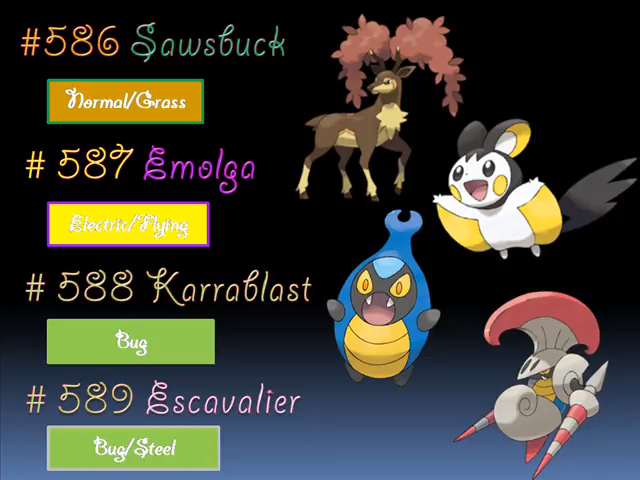 #586 Sawsbuck
Normal/Grass
# 587 Emolga
Electric/Flying
# 588 Karrablast
Bug
# 589 Escavalier
Bug/Steel